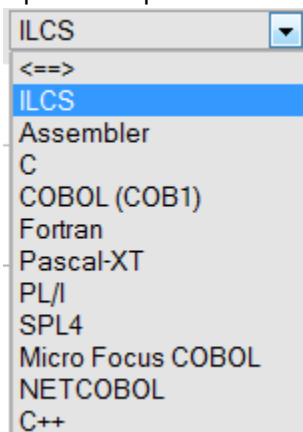 ILCS
<==>
ILCS
Assembler
C
COBOL (COB1)
Fortran
Pascal-XT
PL/I
SPL4
Micro Focus COBOL
NETCOBOL
C++